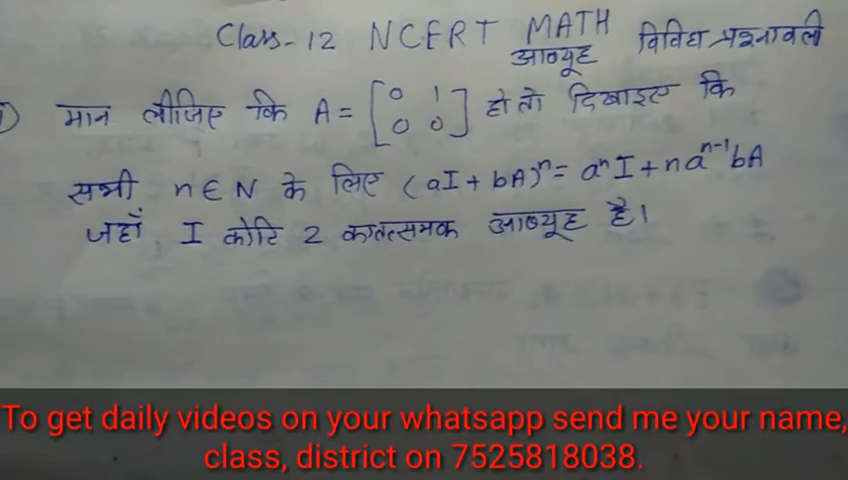 Class-12 NCERT MATH
आव्यूह विविध प्रश्नावली
1) मान लीजिए कि A = [0 1
0 0] हो तो दिखाइए कि
सभी n ∈ N के लिए (aI + bA)ⁿ = aⁿI + naⁿ⁻¹bA
जहाँ I कोटि 2 का तत्समक आव्यूह है।
To get daily videos on your whatsapp send me your name,
class, district on 7525818038.